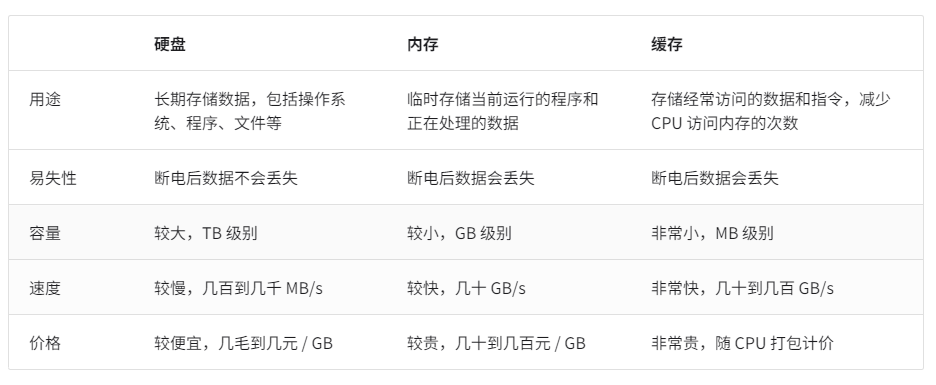 硬盘 内存 缓存
用途 长期存储数据，包括操作系 临时存储当前运行的程序和 存储经常访问的数据和指令，减少
统、程序、文件等 正在处理的数据 CPU 访问内存的次数
易失性 断电后数据不会丢失 断电后数据会丢失 断电后数据会丢失
容量 较大，TB 级别 较小，GB 级别 非常小，MB 级别
速度 较慢，几百到几千 MB/s 较快，几十 GB/s 非常快，几十到几百 GB/s
价格 较便宜，几毛到几元 / GB 较贵，几十到几百元 / GB 非常贵，随 CPU 打包计价